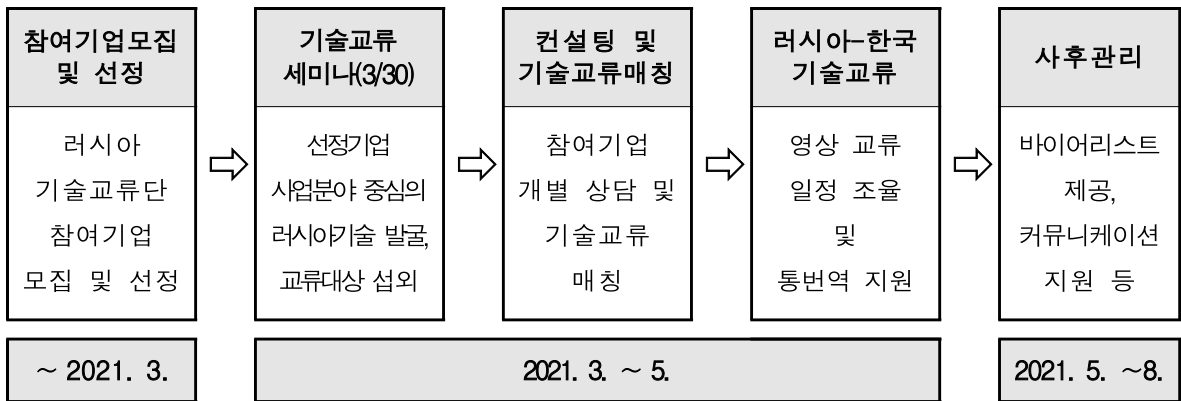 참여기업모집
및 선정
러시아
기술교류단
참여기업
모집 및 선정
기술교류
세미나(3/30)
선정기업
사업분야 중심의
러시아기술 발굴,
교류대상 섭외
컨설팅 및
기술교류매칭
참여기업
개별 상담 및
기술교류
매칭
러시아-한국
기술교류
영상 교류
일정 조율
및
통번역 지원
사후관리
바이어리스트
제공,
커뮤니케이션
지원 등
~ 2021. 3.
2021. 3. ~ 5.
2021. 5. ~8.